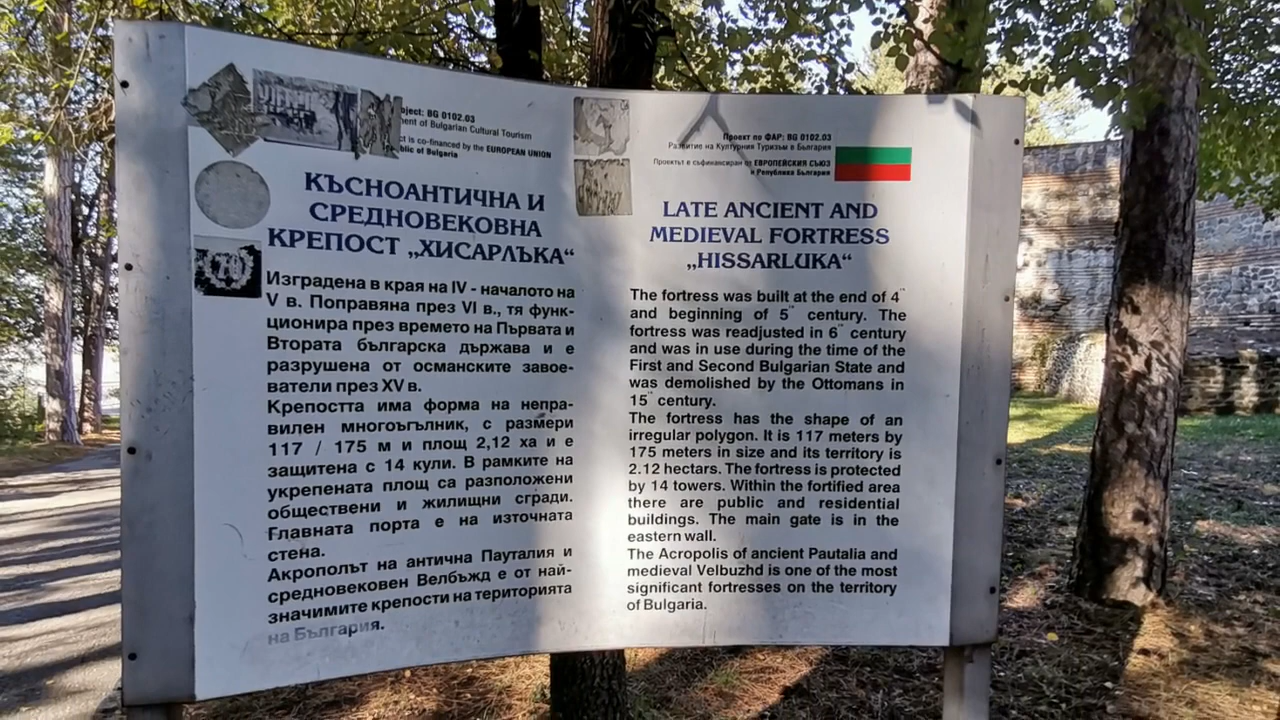 ject: BG 0102.03
ent of Bulgarian Cultural Tourism
t is co-financed by the EUROPEAN UNION
blic of Bulgaria
КЪСНОАНТИЧНА И
СРЕДНОВЕКОВНА
КРЕПОСТ „ХИСАРЛЪКА“
Изградена в края на IV - началото на
V в. Поправяна през VI в., тя функ-
ционира през времето на Първата и
Втората българска държава и е
разрушена от османските завое-
ватели през XV в.
Крепостта има форма на непра-
вилен многоъгълник, с размери
117 / 175 м и площ 2,12 ха и е
защитена с 14 кули. В рамките на
укрепената площ са разположени
обществени и жилищни сгради.
Главната порта е на източната
стена.
Акрополът на антична Пауталия и
средновековен Велбъжд е от най-
значимите крепости на територията
на България.
Проект по ФАР: BG 0102.03
Развитие на Културния Туризъм в България
Проектът е съфинансиран от ЕВРОПЕЙСКИЯ СЪЮЗ
и Република България
LATE ANCIENT AND
MEDIEVAL FORTRESS
„HISSARLUKA“
The fortress was built at the end of 4th
and beginning of 5th century. The
fortress was readjusted in 6th century
and was in use during the time of the
First and Second Bulgarian State and
was demolished by the Ottomans in
15th century.
The fortress has the shape of an
irregular polygon. It is 117 meters by
175 meters in size and its territory is
2.12 hectars. The fortress is protected
by 14 towers. Within the fortified area
there are public and residential
buildings. The main gate is in the
eastern wall.
The Acropolis of ancient Pautalia and
medieval Velbuzhd is one of the most
significant fortresses on the territory
of Bulgaria.